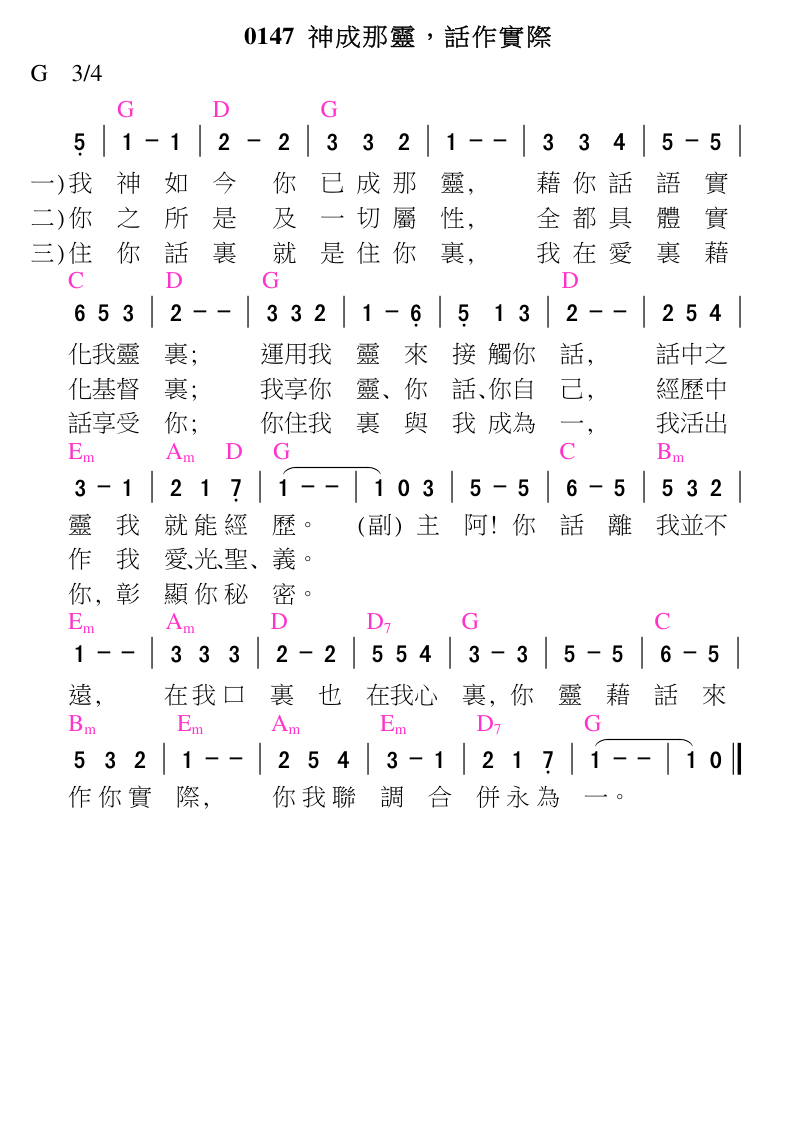 0147 神成那靈，話作實際
G 3/4
G D G
5 | 1 - 1 | 2 - 2 | 3 3 2 | 1 - - | 3 3 4 | 5 - 5 |
一)我 神 如 今 你 已 成 那 靈， 藉 你 話 語 實
二)你 之 所 是 及 一 切 屬 性， 全 都 具 體 實
三)住 你 話 裏 就 是 住 你 裏， 我 在 愛 裏 藉
C D G D
6 5 3 | 2 - - | 3 3 2 | 1 - 6 | 5 1 3 | 2 - - | 2 5 4 |
化我靈 裏； 運用我 靈 來 接 觸你 話， 話中之
化基督 裏； 我享你 靈、你 話、你自 己， 經歷中
話享受 你； 你住我 裏 與 我 成為 一， 我活出
Em Am D G C Bm
3 - 1 | 2 1 7 | 1 - - | 1 0 3 | 5 - 5 | 6 - 5 | 5 3 2 |
靈 我 就 能 經 歷。 (副) 主 阿！你 話 離 我並不
作 我 愛、光、聖、義。
你，彰 顯 你 秘 密。
Em Am D D7 G C
1 - - | 3 3 3 | 2 - 2 | 5 5 4 | 3 - 3 | 5 - 5 | 6 - 5 |
遠， 在 我 口 裏 也 在我心 裏，你 靈 藉 話 來
Bm Em Am Em D7 G
5 3 2 | 1 - - | 2 5 4 | 3 - 1 | 2 1 7 | 1 - - | 1 0 ‖
作 你 實 際， 你 我 聯 調 合 併 永 為 一。